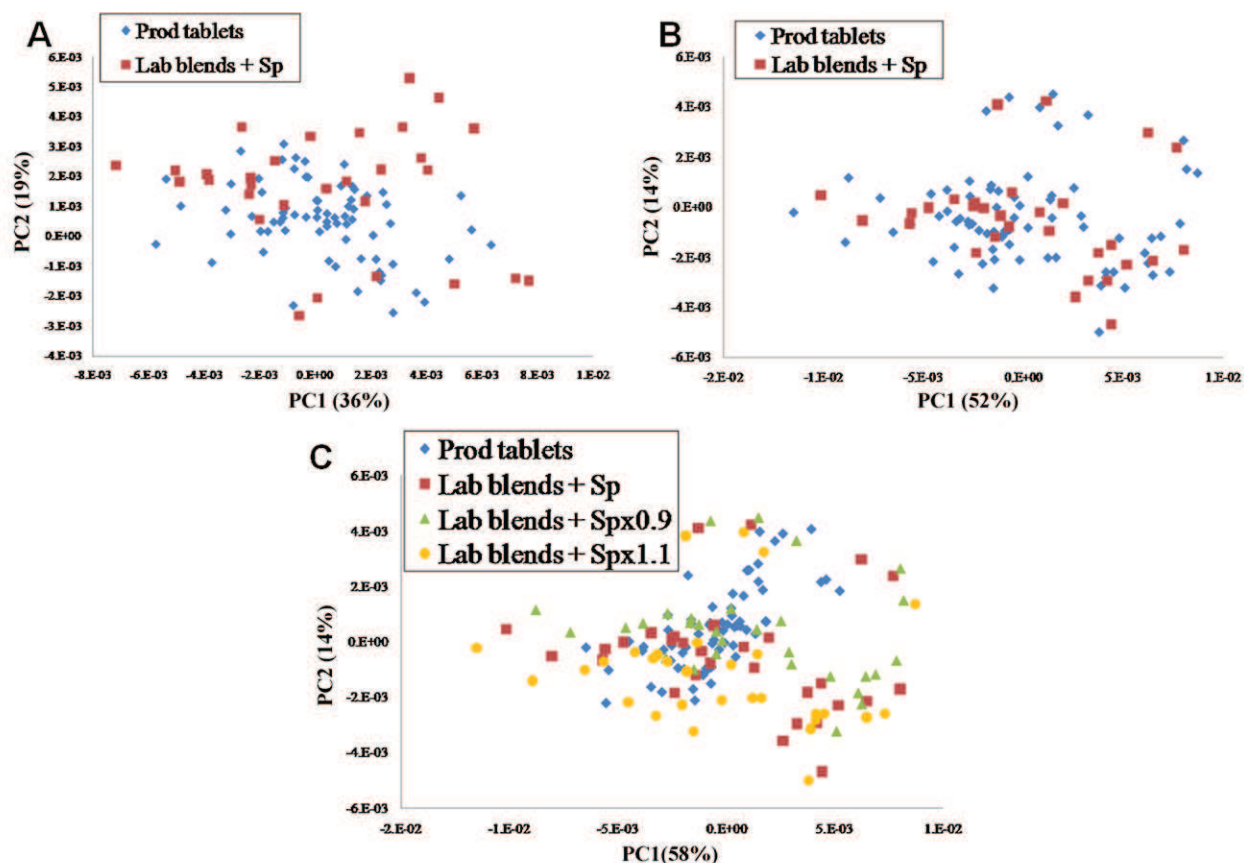 A
Prod tablets
Lab blends + Sp
6.E-03
5.E-03
4.E-03
3.E-03
2.E-03
1.E-03
0.E+00
-1.E-03
-2.E-03
-3.E-03
-4.E-03
PC2 (19%)
-8.E-03 -6.E-03 -4.E-03 -2.E-03 0.E+00 2.E-03 4.E-03 6.E-03 8.E-03 1.E-02
PC1 (36%)
B
Prod tablets
Lab blends + Sp
6.E-03
4.E-03
2.E-03
0.E+00
-2.E-03
-4.E-03
-6.E-03
PC2 (14%)
-2.E-02 -1.E-02 -5.E-03 0.E+00 5.E-03 1.E-02
PC1 (52%)
C
Prod tablets
Lab blends + Sp
Lab blends + Spx0.9
Lab blends + Spx1.1
6.E-03
4.E-03
2.E-03
0.E+00
-2.E-03
-4.E-03
-6.E-03
PC2 (14%)
-2.E-02 -1.E-02 -5.E-03 0.E+00 5.E-03 1.E-02
PC1(58%)